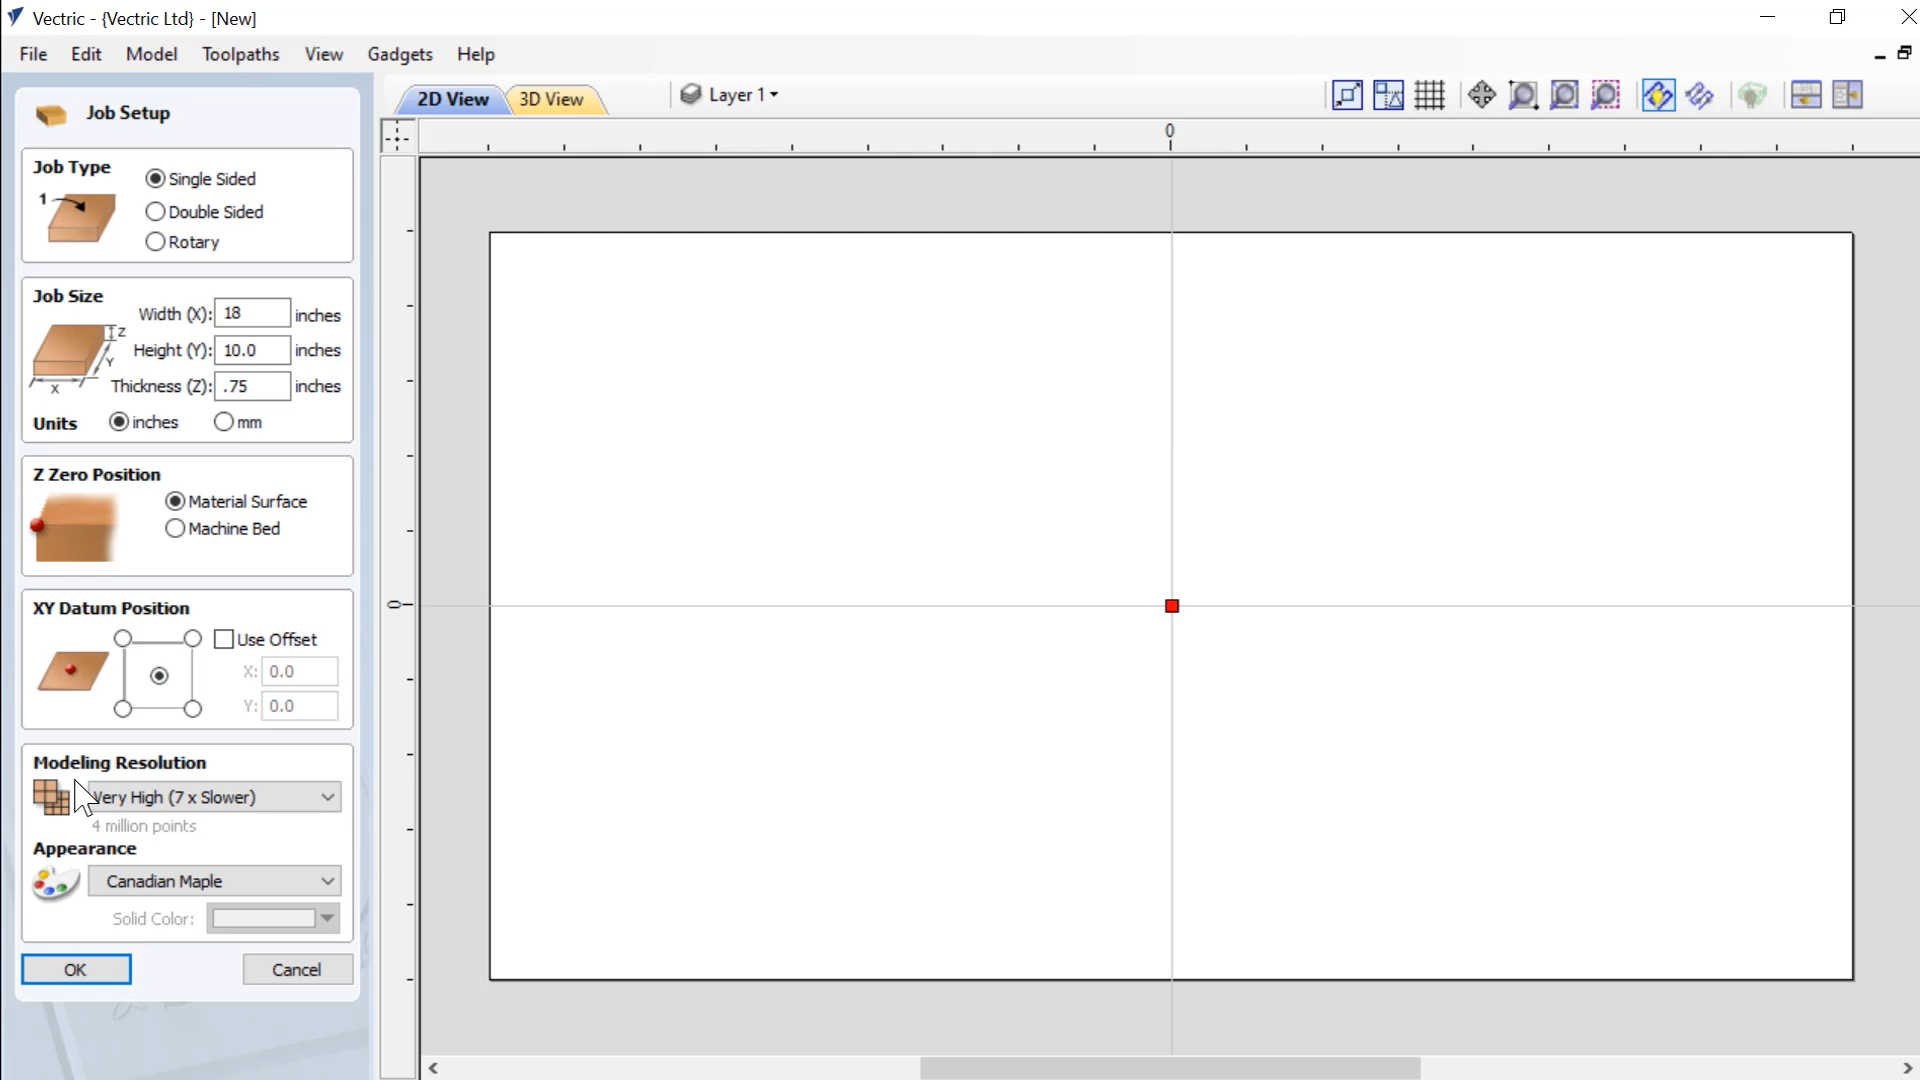 Vectric - {Vectric Ltd} - [New]
File Edit Model Toolpaths View Gadgets Help
Job Setup
2D View 3D View Layer 1
0
Job Type
1
Single Sided
Double Sided
Rotary
Job Size
Width (X): 18 inches
Z
Height (Y): 10.0 inches
Y
X
Thickness (Z): .75 inches
Units inches mm
Z Zero Position
Material Surface
Machine Bed
0
XY Datum Position
Use Offset
X: 0.0
Y: 0.0
Modeling Resolution
Very High (7 x Slower)
4 million points
Appearance
Canadian Maple
Solid Color:
OK Cancel